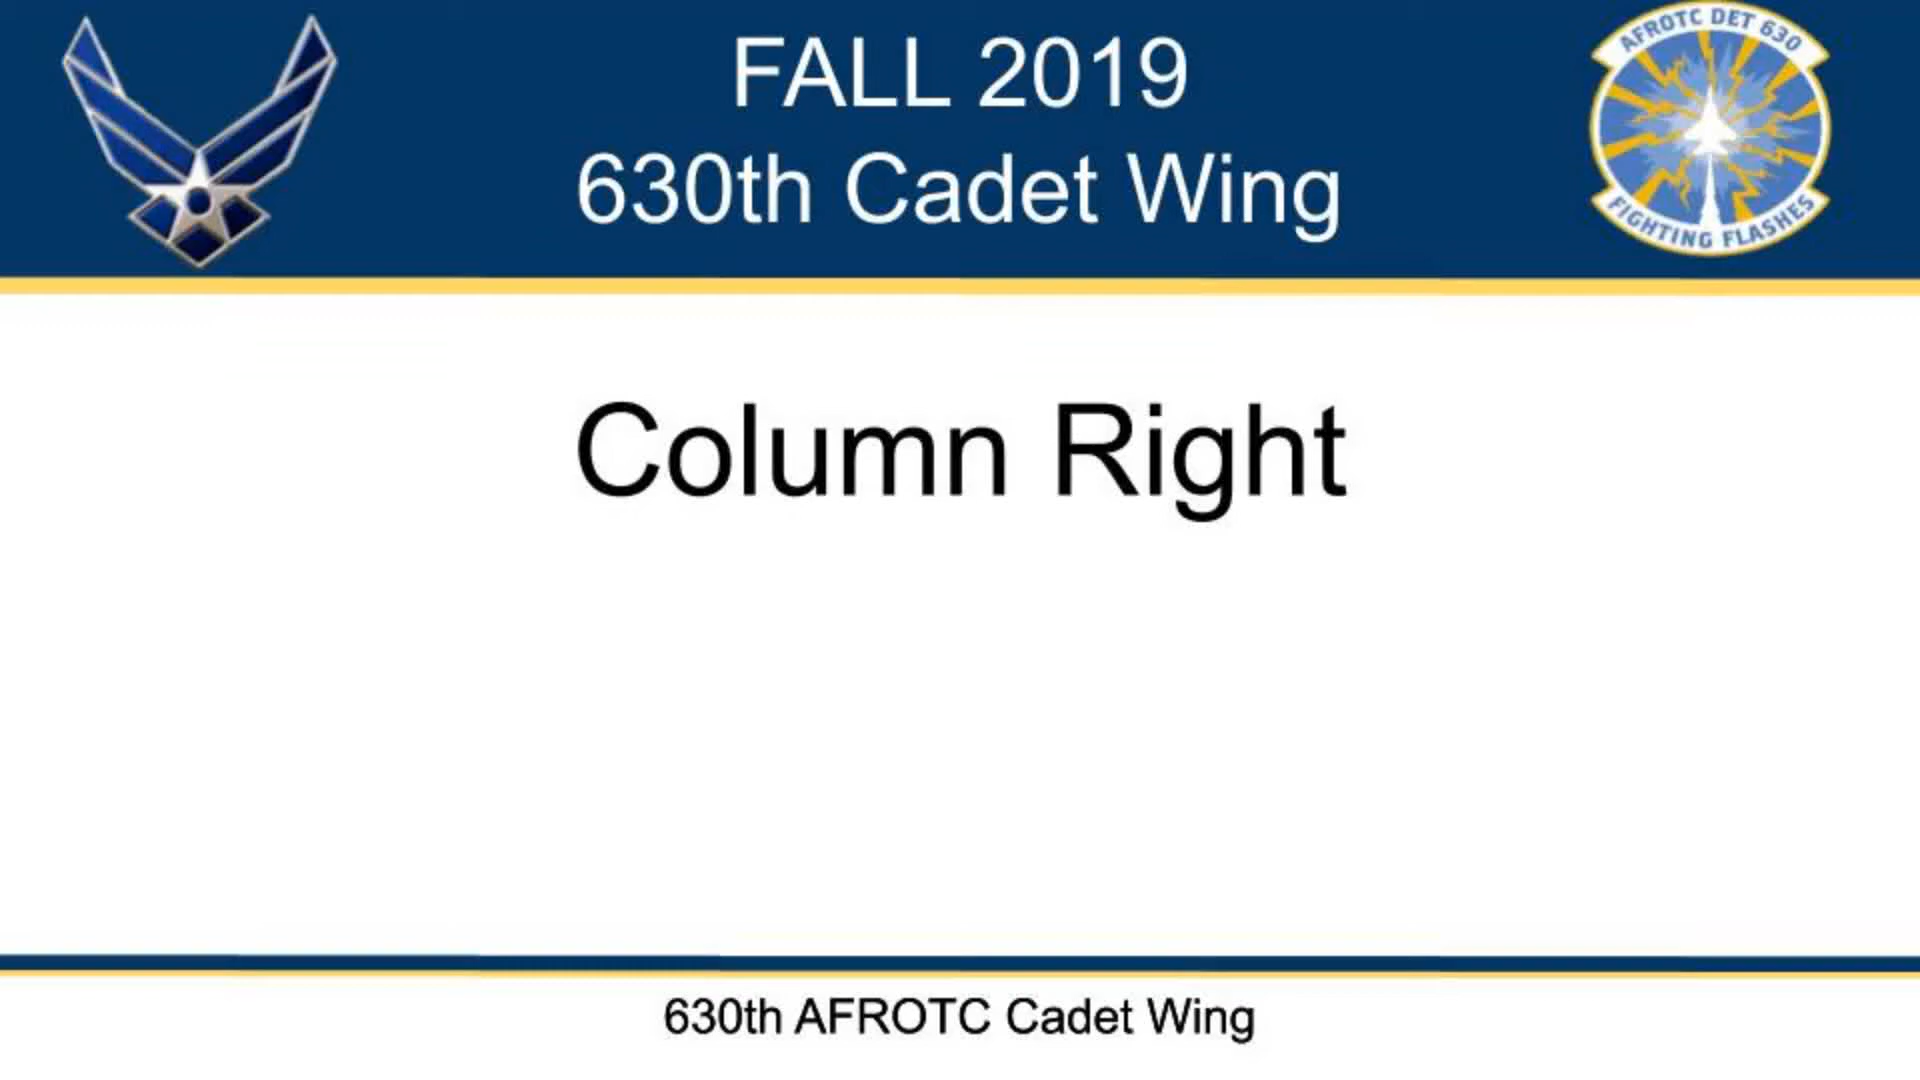 AFROTC DET 630
FALL 2019
630th Cadet Wing
FIGHTING FLASHES
Column Right
630th AFROTC Cadet Wing